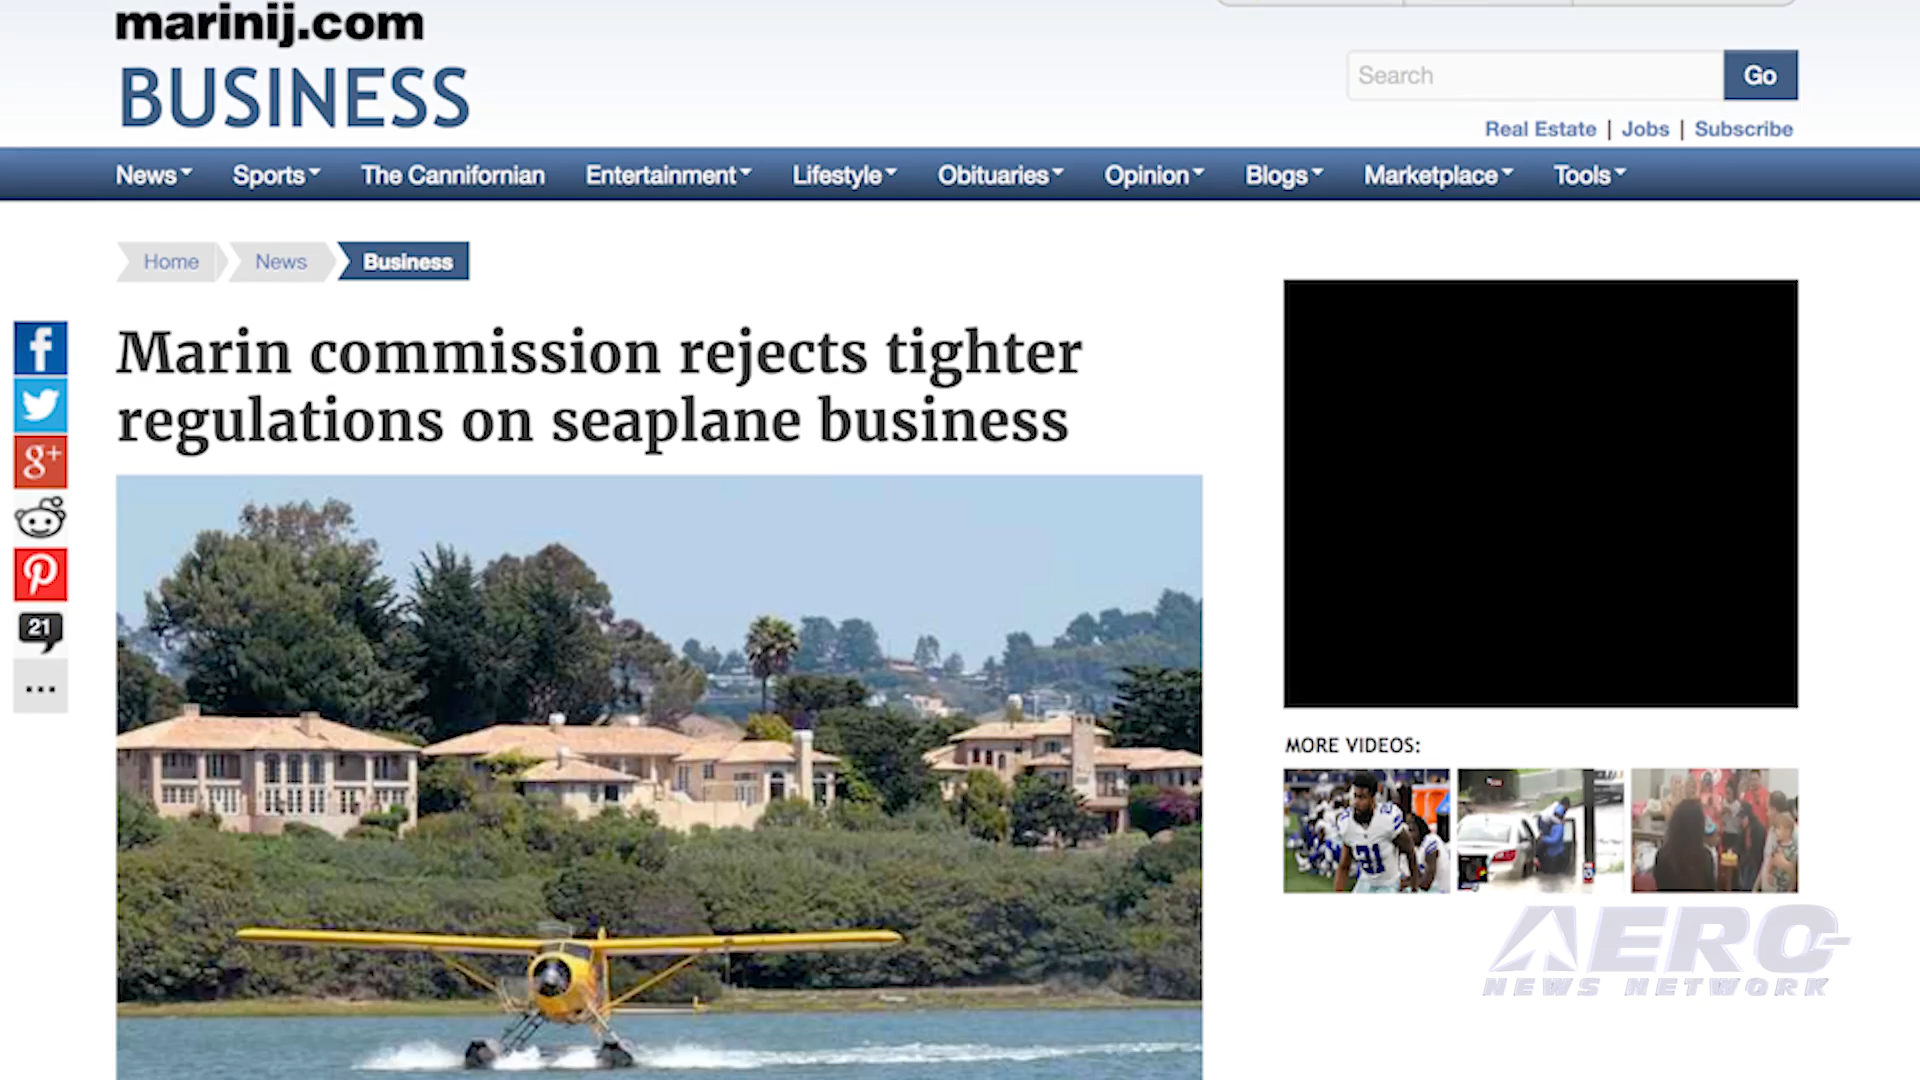 marinij.com
BUSINESS
Search
Go
Real Estate | Jobs | Subscribe
News Sports The Cannifornian Entertainment Lifestyle Obituaries Opinion Blogs Marketplace Tools
Home News Business
Marin commission rejects tighter
regulations on seaplane business
f
g+
21
...
MORE VIDEOS:
21
AERO
NEWS NETWORK